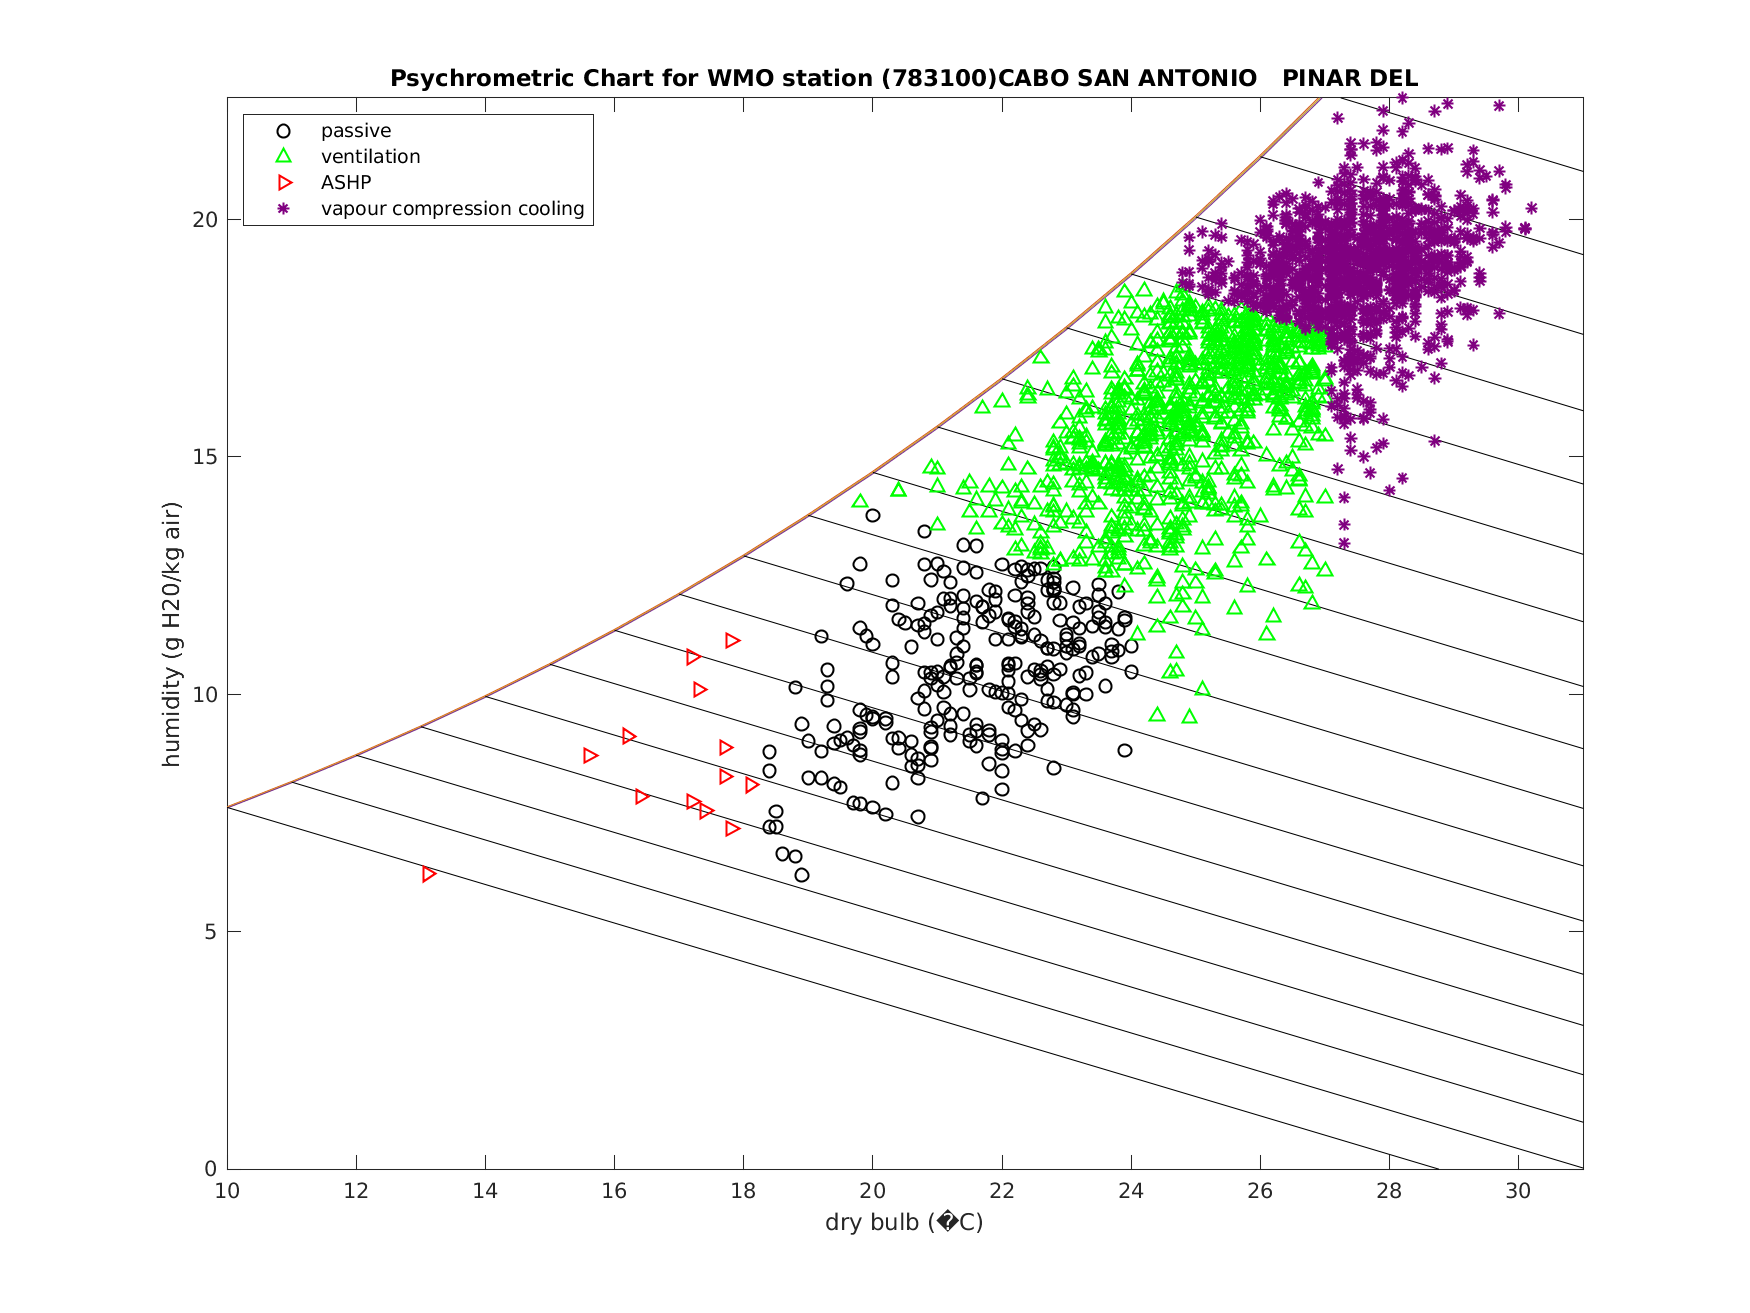 Psychrometric Chart for WMO station (783100)CABO SAN ANTONIO   PINAR DEL
passive
ventilation
ASHP
vapour compression cooling
humidity (g H20/kg air)
20
15
10
5
0
10 12 14 16 18 20 22 24 26 28 30
dry bulb (�C)